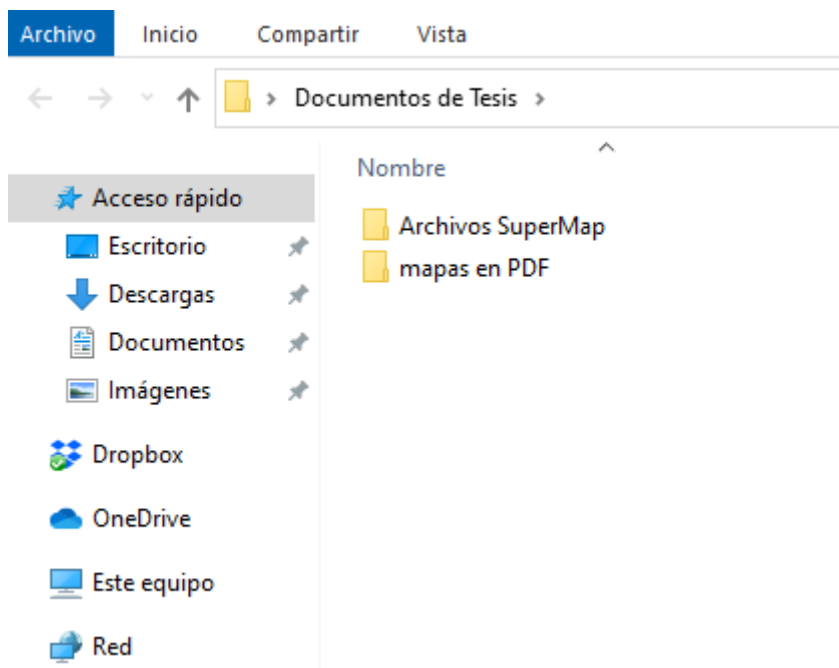 Archivo Inicio Compartir Vista
Documentos de Tesis
Nombre
Acceso rápido
Escritorio
Descargas
Documentos
Imágenes
Dropbox
OneDrive
Este equipo
Red
Archivos SuperMap
mapas en PDF